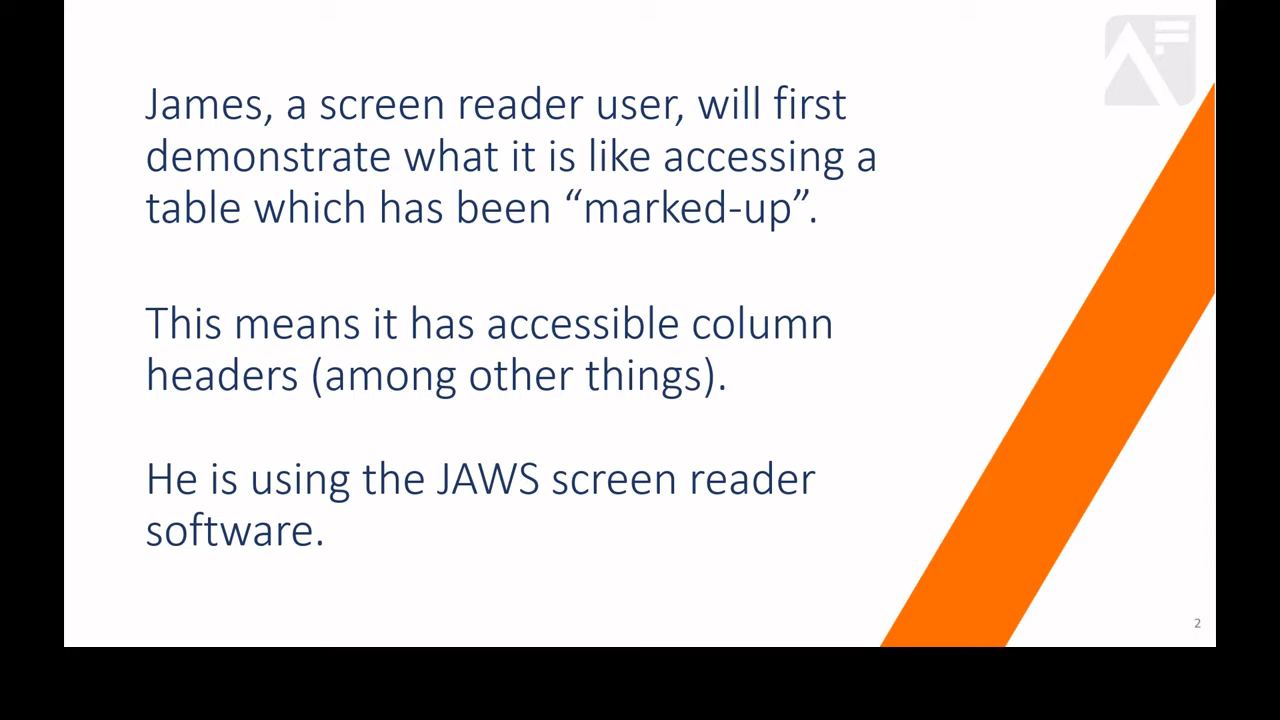 James, a screen reader user, will first
demonstrate what it is like accessing a
table which has been “marked-up”.
This means it has accessible column
headers (among other things).
He is using the JAWS screen reader
software.
2